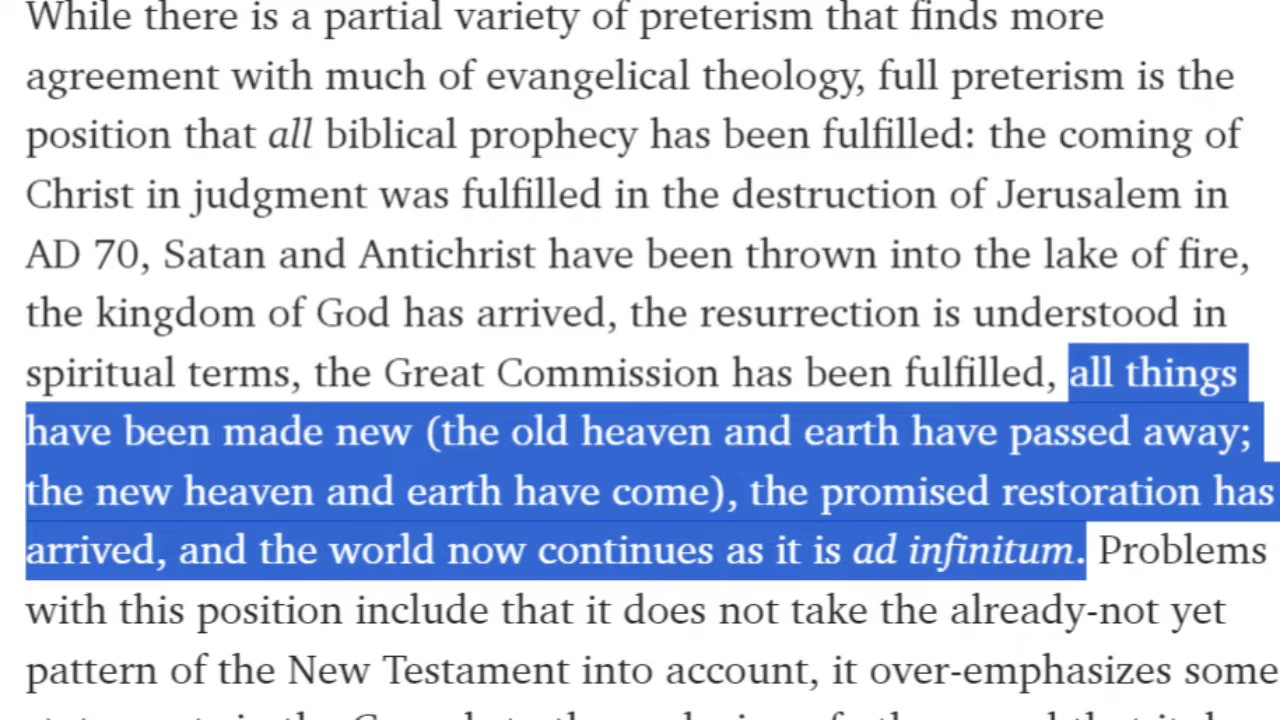 While there is a partial variety of preterism that finds more
agreement with much of evangelical theology, full preterism is the
position that all biblical prophecy has been fulfilled: the coming of
Christ in judgment was fulfilled in the destruction of Jerusalem in
AD 70, Satan and Antichrist have been thrown into the lake of fire,
the kingdom of God has arrived, the resurrection is understood in
spiritual terms, the Great Commission has been fulfilled, all things
have been made new (the old heaven and earth have passed away;
the new heaven and earth have come), the promised restoration has
arrived, and the world now continues as it is ad infinitum. Problems
with this position include that it does not take the already-not yet
pattern of the New Testament into account, it over-emphasizes some